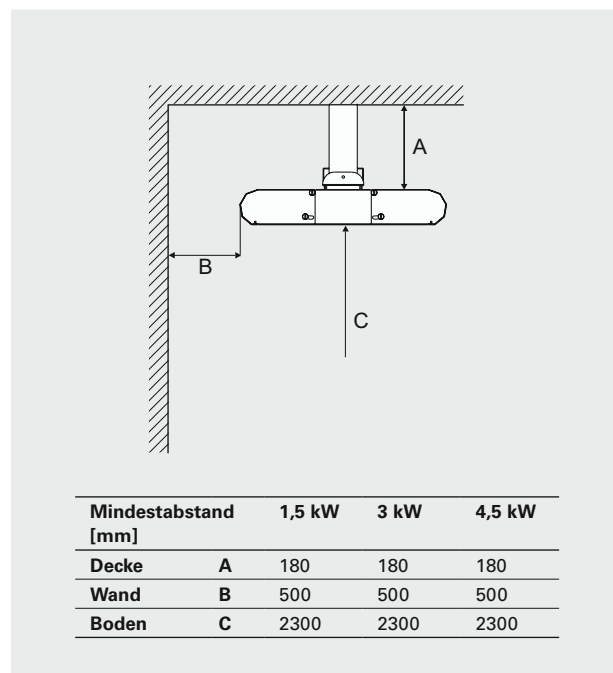 A
B
C
Mindestabstand [mm] 1,5 kW 3 kW 4,5 kW
Decke A 180 180 180
Wand B 500 500 500
Boden C 2300 2300 2300